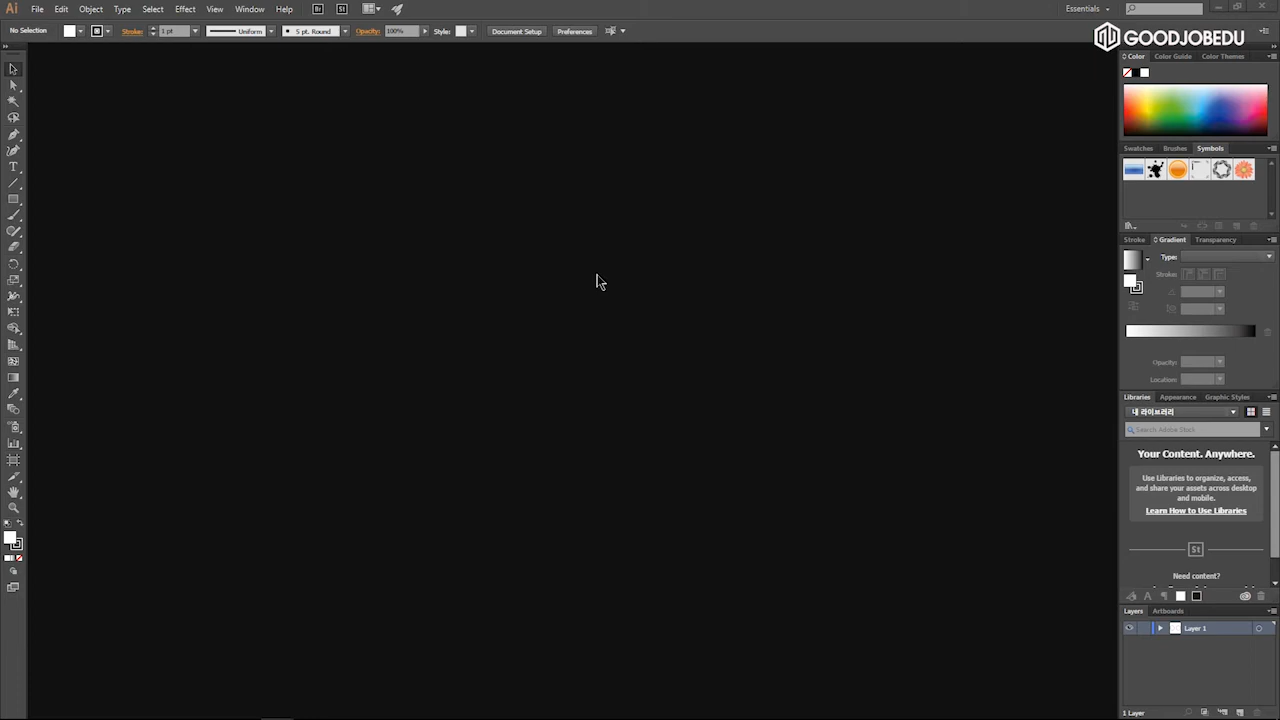 Ai File Edit Object Type Select Effect View Window Help Br St Essentials
No Selection Stroke: 1 pt Uniform 5 pt. Round Opacity: 100% Style: Document Setup Preferences
GOODJOBEDU
Color Color Guide Color Themes
Swatches Brushes Symbols
Stroke Gradient Transparency
Type:
Stroke:
Opacity:
Location:
Libraries Appearance Graphic Styles
내 라이브러리
Search Adobe Stock
Your Content. Anywhere.
Use Libraries to organize, access,
and share your assets across desktop
and mobile.
Learn How to Use Libraries
St
Need content?
Layers Artboards
Layer 1
1 Layer